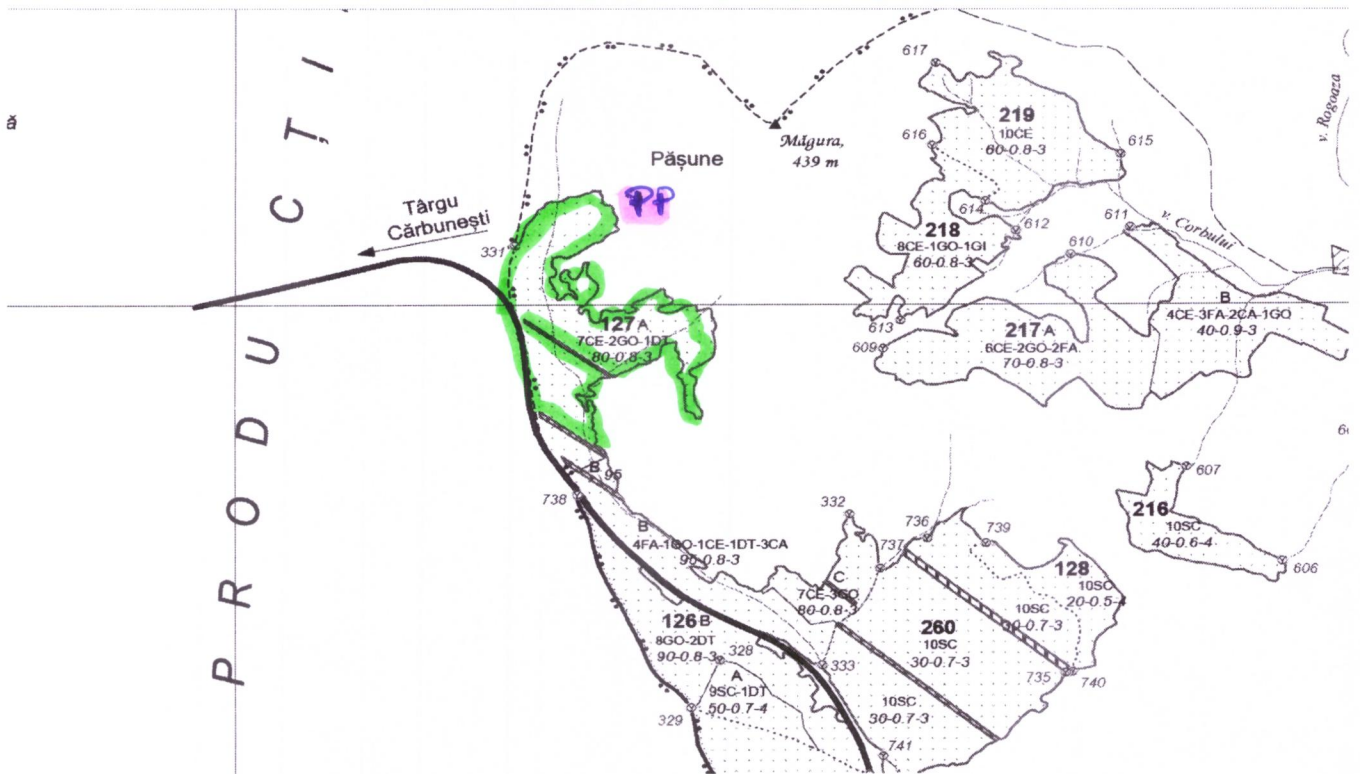 617
219
10CE
60-0.8-3
616
615
v. Rogoaza
Măgura,
439 m
Pășune
PP
PRODUCȚI
Târgu
Cărbunești
331
614
612
611
v. Corbului
218
8CE-1GO-1GI
60-0.8-3
610
613
609
127 A
7CE-2GO-1DT
80-0.8-3
217 A
6CE-2GO-2FA
70-0.8-3
B
4CE-3FA-2CA-1GO
40-0.9-3
607
216
10SC
40-0.6-4
606
B
95
738
B
4FA-1GO-1CE-1DT-3CA
95-0.8-3
332
737
736
739
C
7CE-3GO
80-0.8-3
128
10SC
20-0.5-4
10SC
260
10SC
30-0.7-3
735
740
126 B
8GO-2DT
90-0.8-3
328
333
A
9SC-1DT
50-0.7-4
329
10SC
30-0.7-3
741